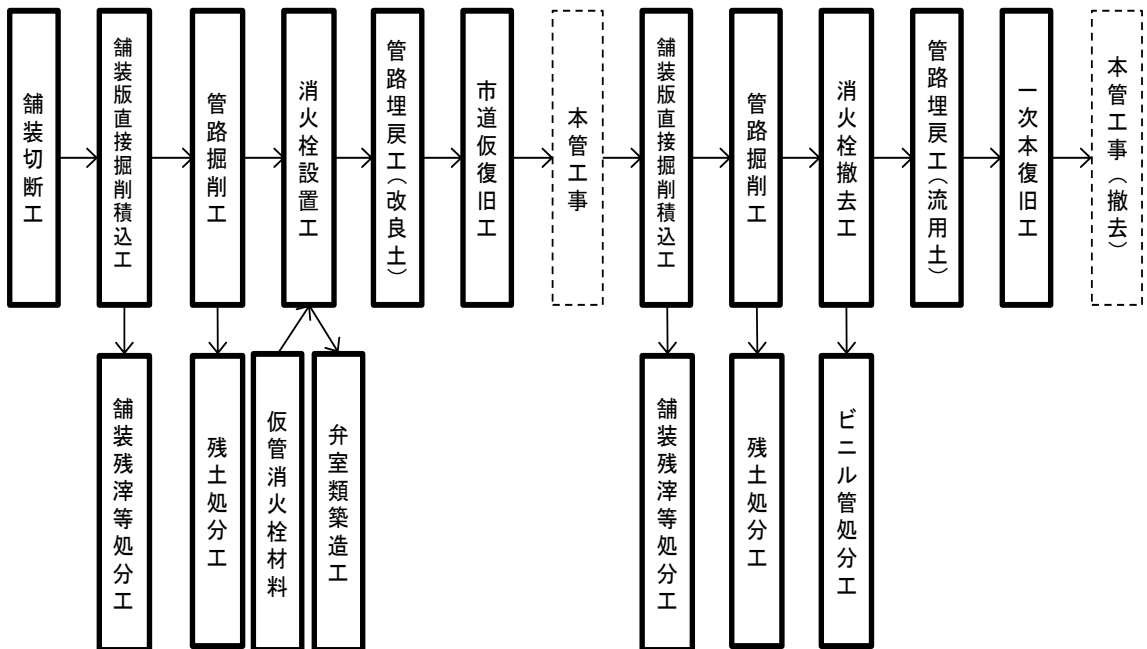 舗装切断工
舗装版直接掘削積込工
管路掘削工
消火栓設置工
管路埋戻工（改良土）
市道仮復旧工
本管工事
舗装版直接掘削積込工
管路掘削工
消火栓撤去工
管路埋戻工（流用土）
一次本復旧工
本管工事（撤去）
舗装残滓等処分工
残土処分工
仮管消火栓材料
弁室類築造工
舗装残滓等処分工
残土処分工
ビニル管処分工